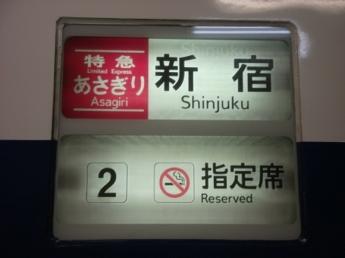 特急
Limited Express
あさぎり
Asagiri
新宿
Shinjuku
2
指定席
Reserved